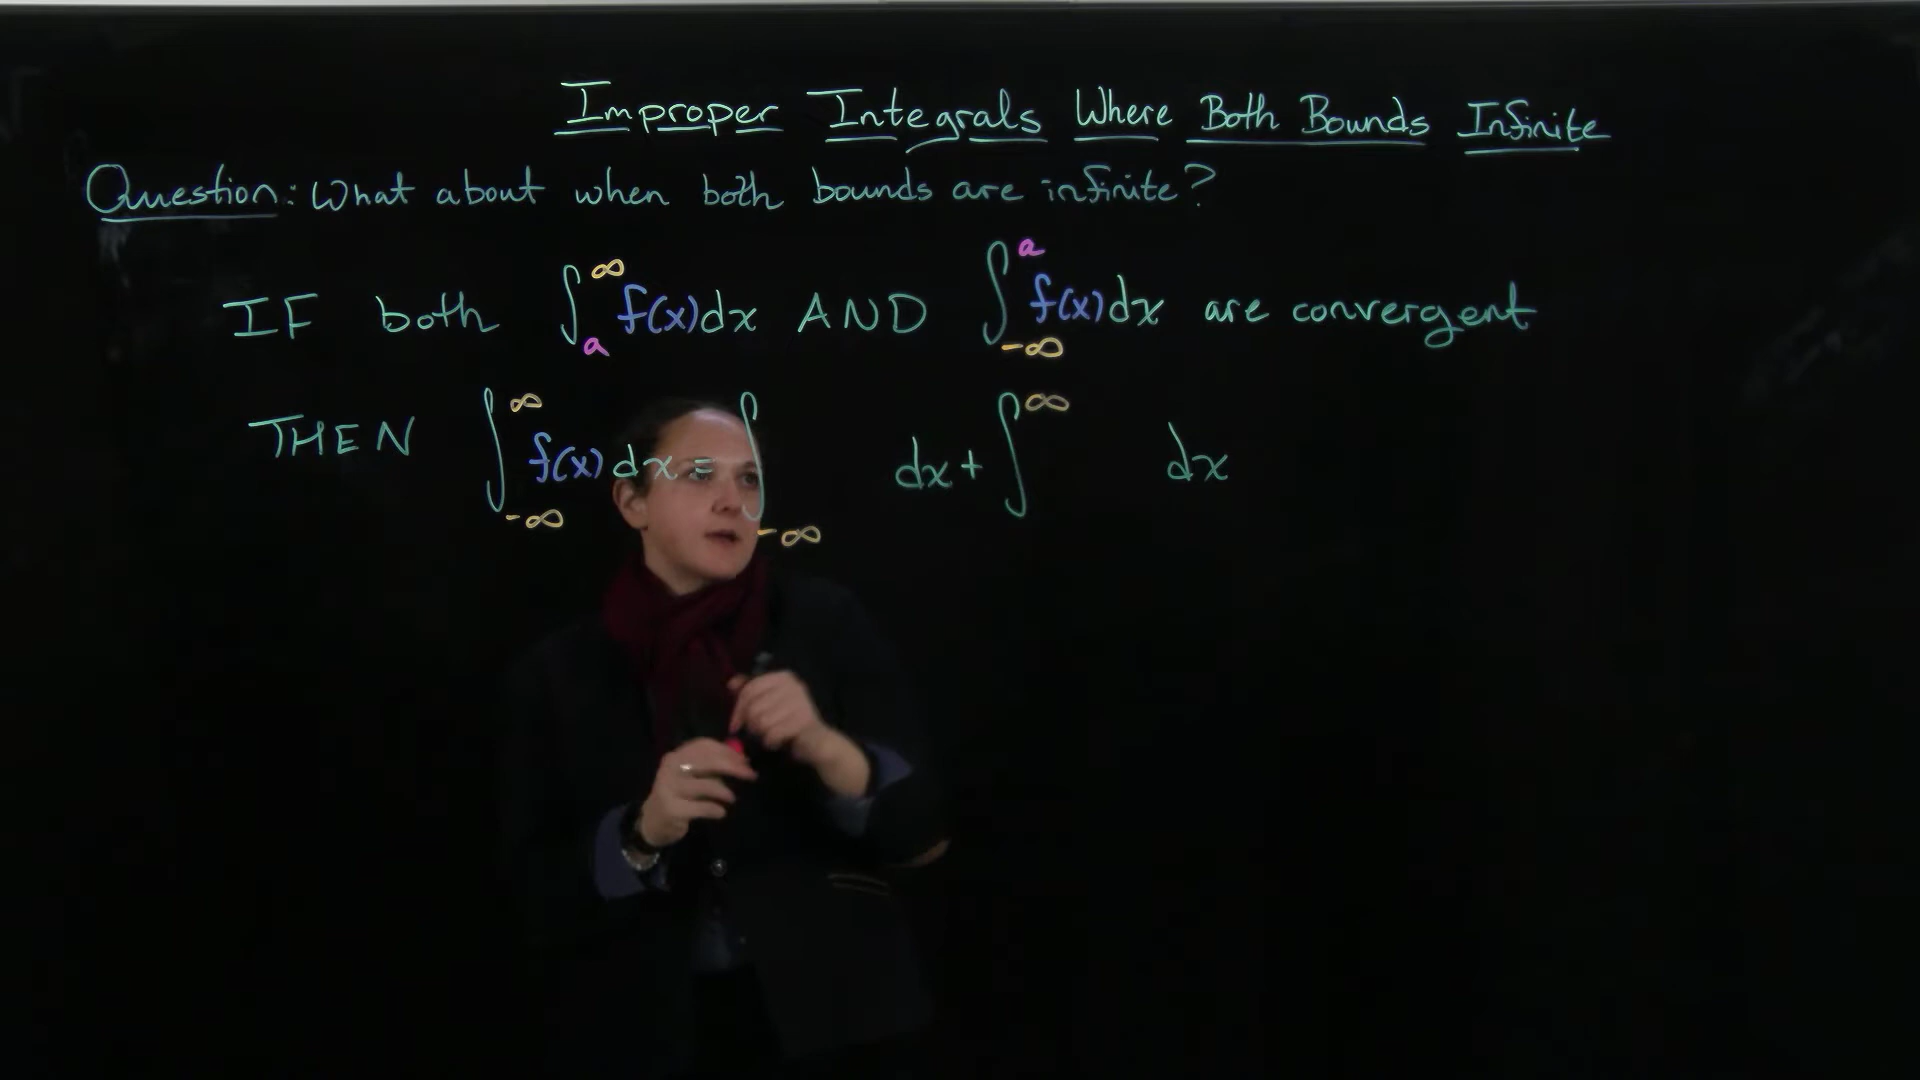 Improper Integrals Where Both Bounds Infinite
Question: What about when both bounds are infinite?
IF both ∫_a^∞ f(x)dx AND ∫_-∞^a f(x)dx are convergent
THEN ∫_-∞^∞ f(x)dx = ∫_-∞ dx + ∫^∞ dx